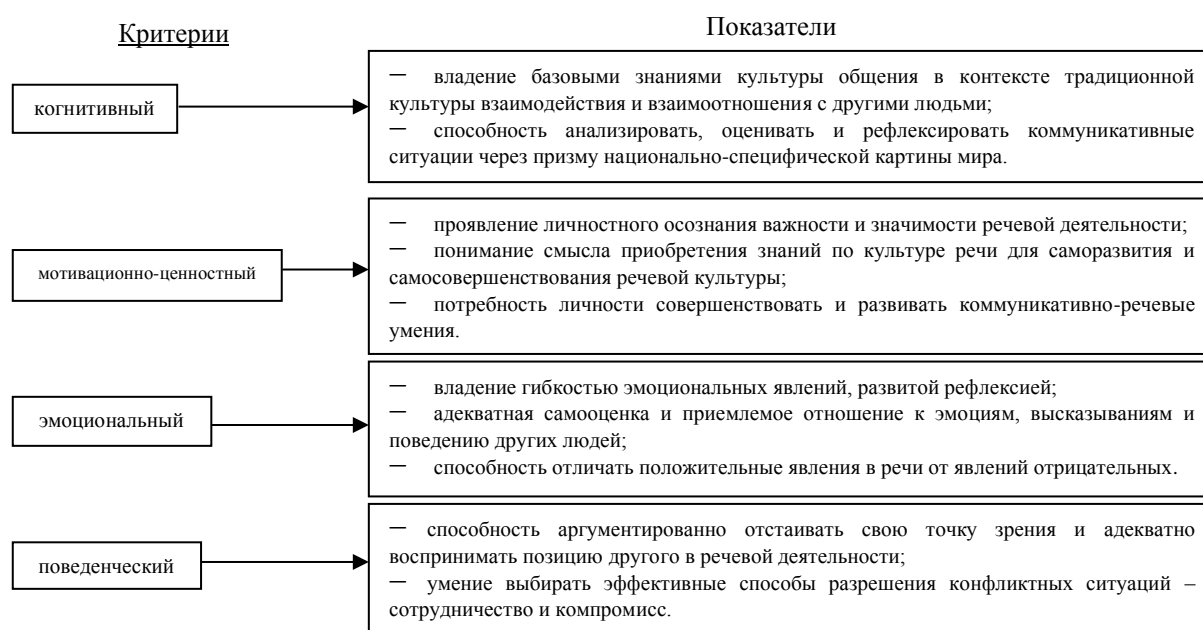 Критерии
Показатели
когнитивный
— владение базовыми знаниями культуры общения в контексте традиционной
культуры взаимодействия и взаимоотношения с другими людьми;
— способность анализировать, оценивать и рефлексировать коммуникативные
ситуации через призму национально-специфической картины мира.
мотивационно-ценностный
— проявление личностного осознания важности и значимости речевой деятельности;
— понимание смысла приобретения знаний по культуре речи для саморазвития и
самосовершенствования речевой культуры;
— потребность личности совершенствовать и развивать коммуникативно-речевые
умения.
эмоциональный
— владение гибкостью эмоциональных явлений, развитой рефлексией;
— адекватная самооценка и приемлемое отношение к эмоциям, высказываниям и
поведению других людей;
— способность отличать положительные явления в речи от явлений отрицательных.
поведенческий
— способность аргументированно отстаивать свою точку зрения и адекватно
воспринимать позицию другого в речевой деятельности;
— умение выбирать эффективные способы разрешения конфликтных ситуаций –
сотрудничество и компромисс.